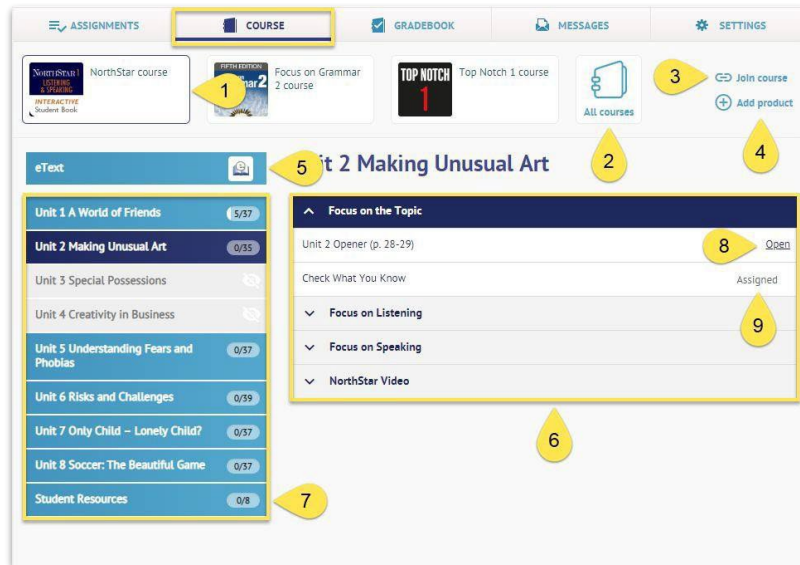 ASSIGNMENTS
COURSE
GRADEBOOK
MESSAGES
SETTINGS
NORTHSTAR
LISTENING
& SPEAKING
INTERACTIVE
Student Book
NorthStar course
1
FIFTH EDITION
mar 2
Focus on Grammar
2 course
TOP NOTCH
1
Top Notch 1 course
All courses
2
3
Join course
Add product
4
eText
5
it 2 Making Unusual Art
Unit 1 A World of Friends
5/37
Unit 2 Making Unusual Art
0/35
Unit 3 Special Possessions
Unit 4 Creativity in Business
Unit 5 Understanding Fears and
Phobias
0/37
Unit 6 Risks and Challenges
0/39
Unit 7 Only Child – Lonely Child?
0/37
Unit 8 Soccer: The Beautiful Game
0/37
Student Resources
0/8
7
Focus on the Topic
Unit 2 Opener (p. 28-29)
8
Open
Check What You Know
Assigned
9
Focus on Listening
Focus on Speaking
NorthStar Video
6